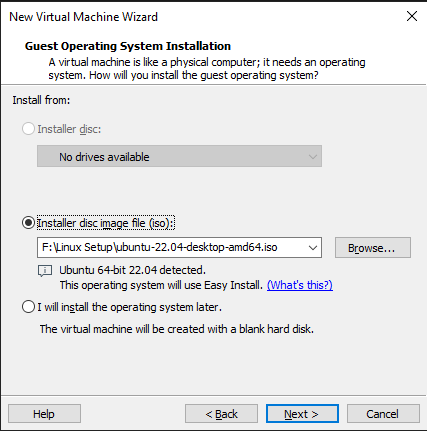 New Virtual Machine Wizard
Guest Operating System Installation
A virtual machine is like a physical computer; it needs an operating
system. How will you install the guest operating system?
Install from:
Installer disc:
No drives available
Installer disc image file (iso):
F:\Linux Setup\ubuntu-22.04-desktop-amd64.iso
Browse...
Ubuntu 64-bit 22.04 detected.
This operating system will use Easy Install. (What's this?)
I will install the operating system later.
The virtual machine will be created with a blank hard disk.
Help
< Back
Next >
Cancel